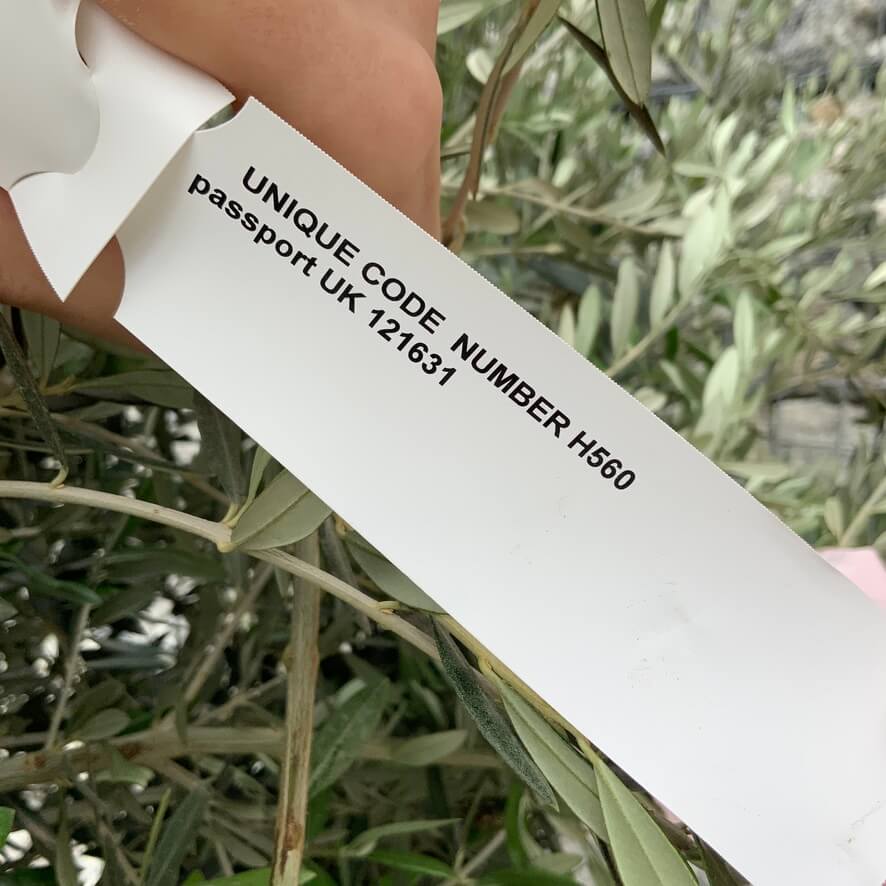 UNIQUE CODE  NUMBER H560
passport UK 121631